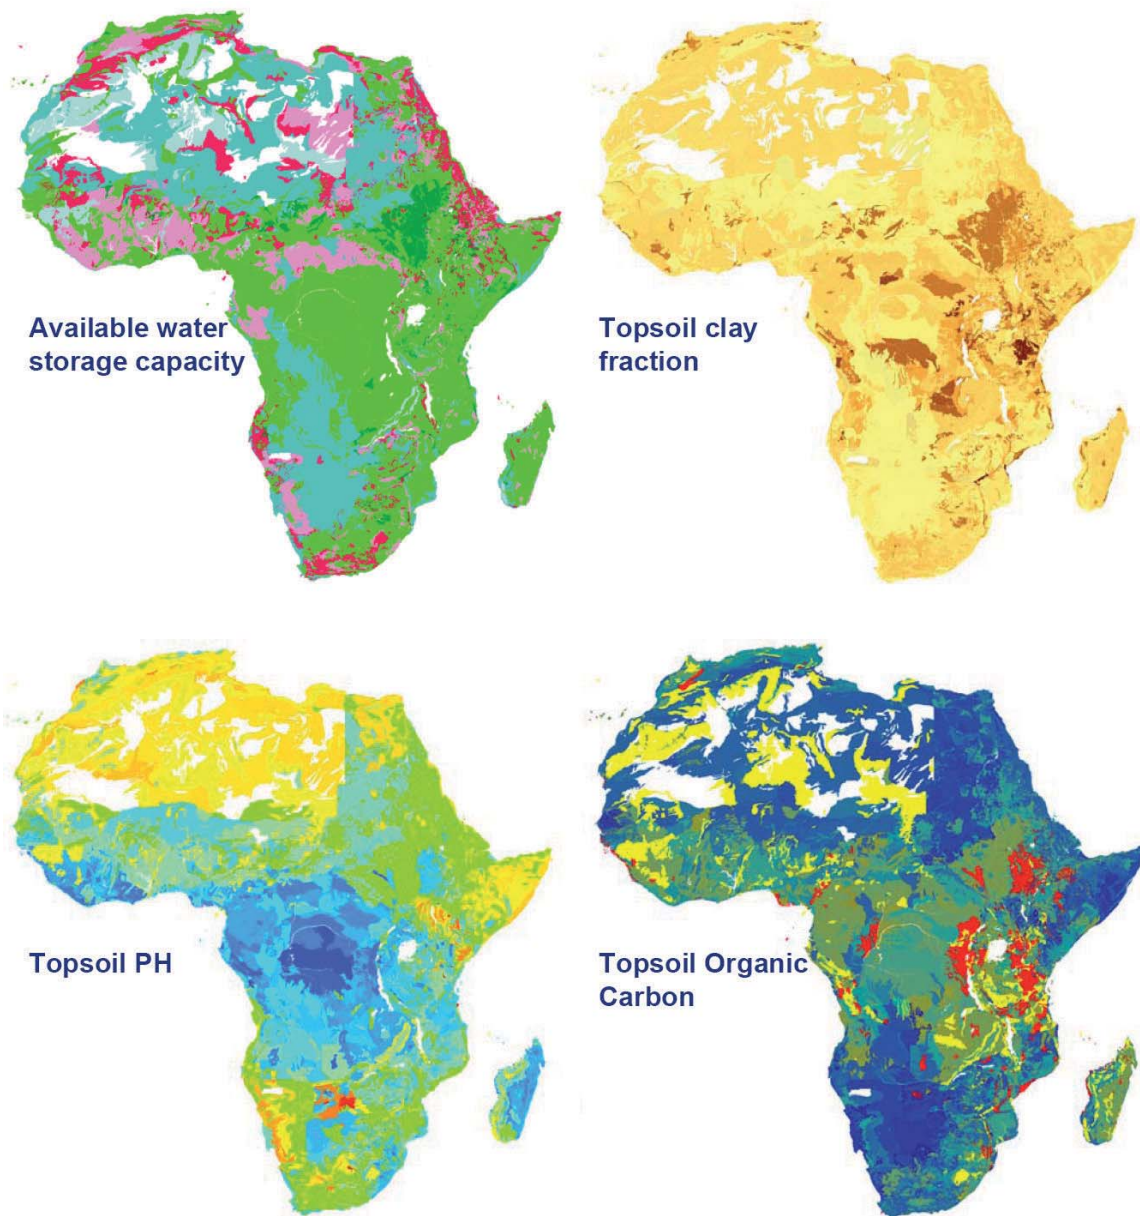 Available water
storage capacity
Topsoil clay
fraction
Topsoil PH
Topsoil Organic
Carbon